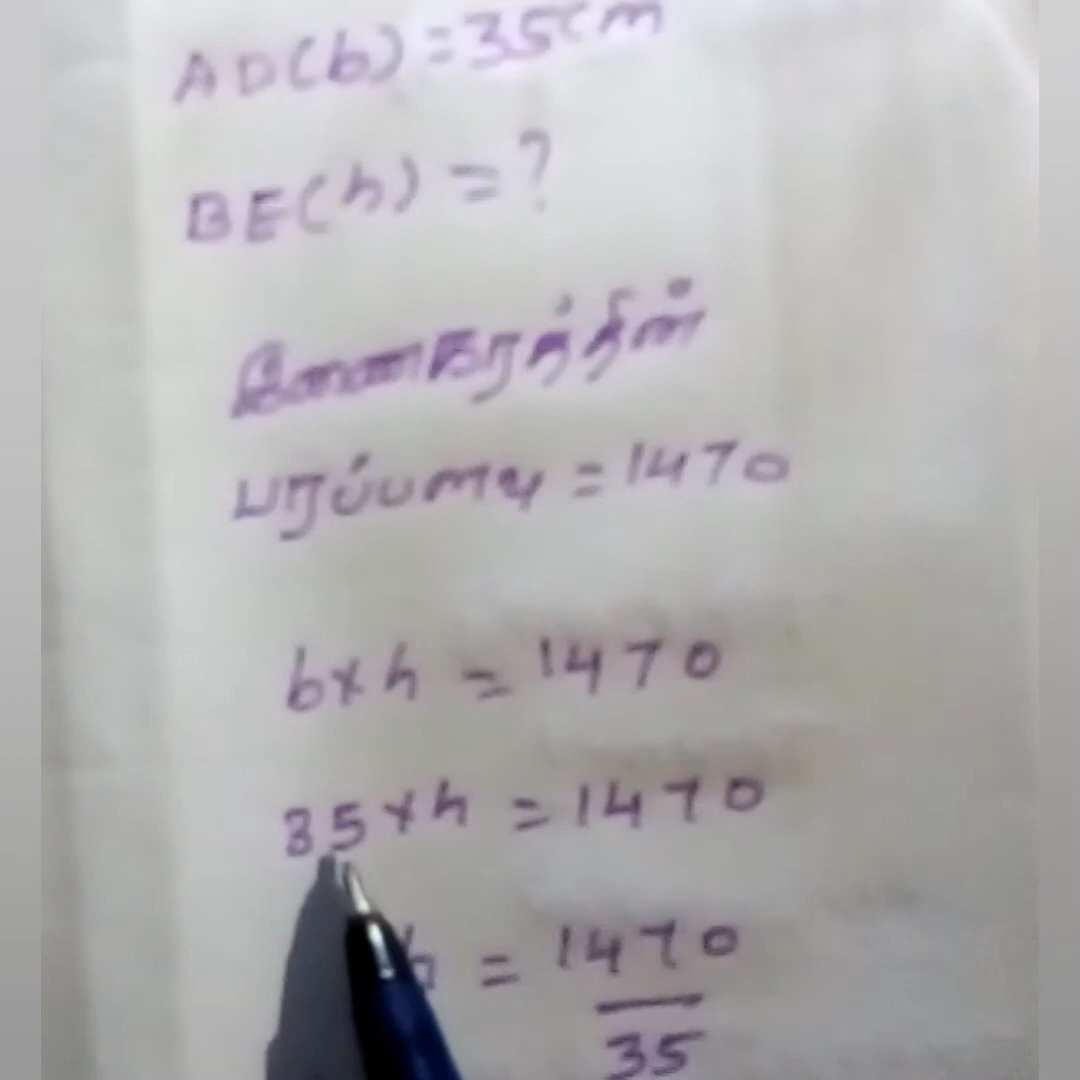 AD(b) = 35cm
BE(h) = ?
இணைகரத்தின்
பரப்பளவு = 1470
b x h = 1470
35 x h = 1470
h = 1470
35